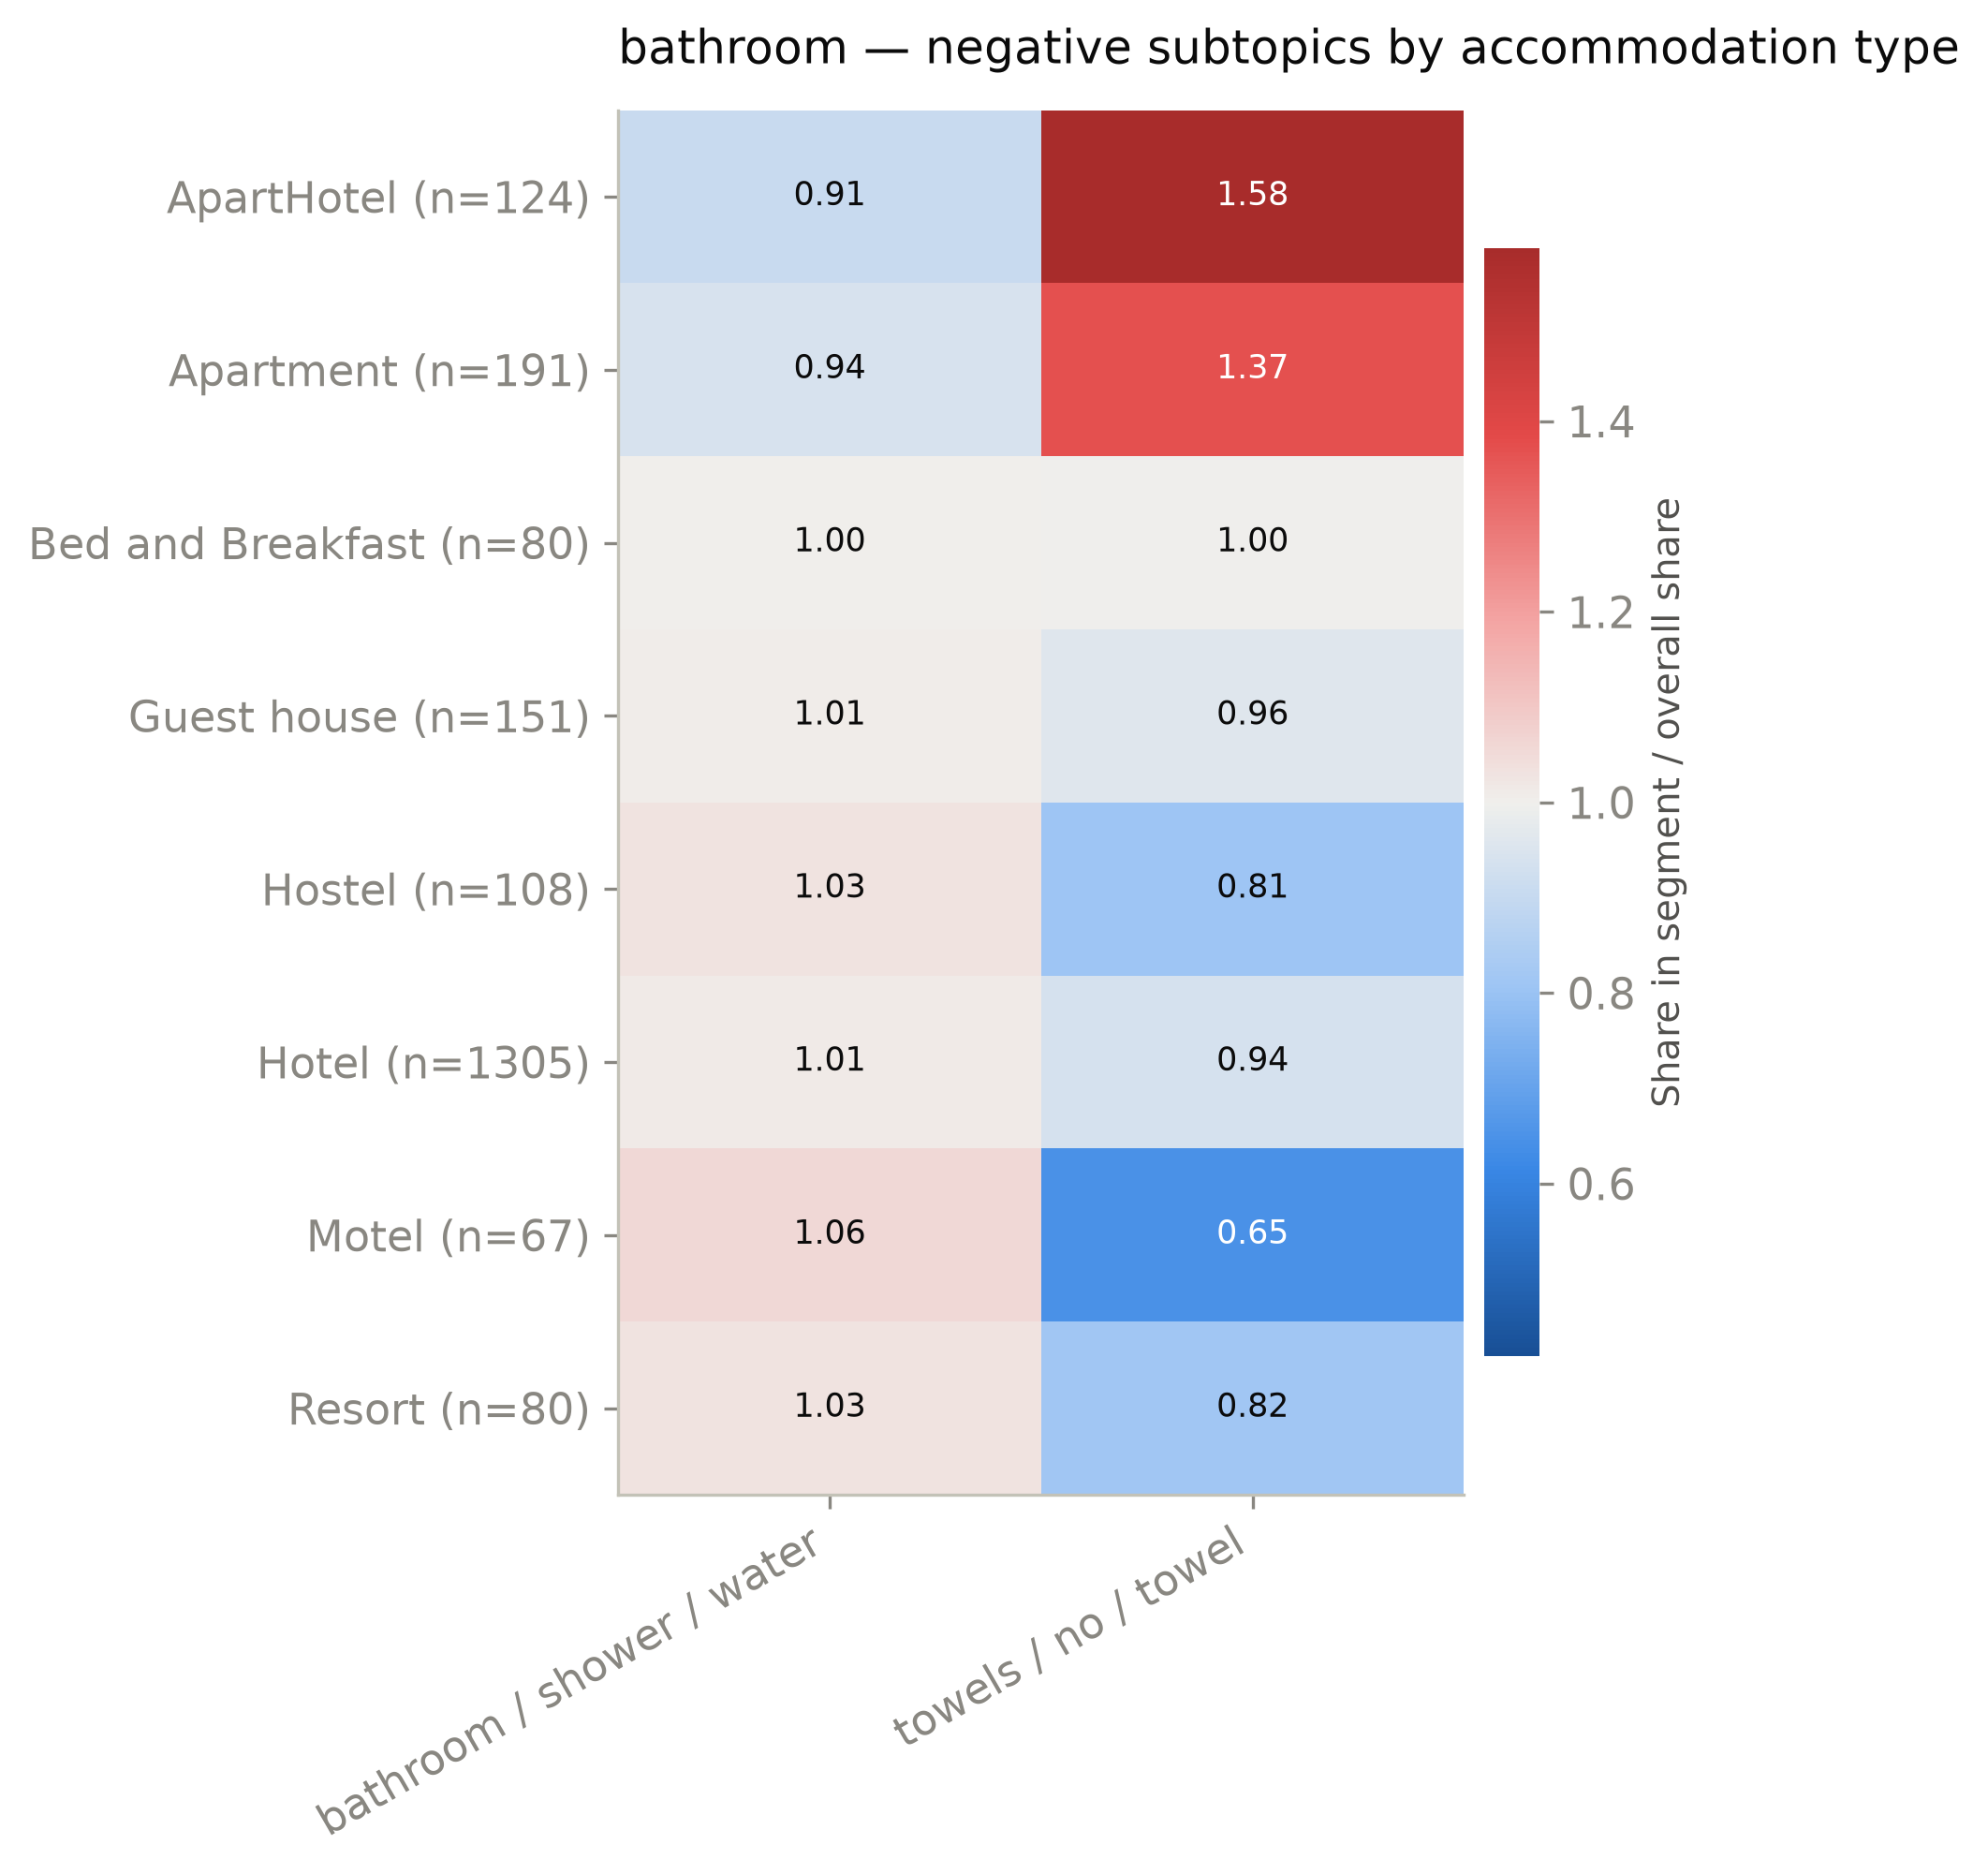 bathroom — negative subtopics by accommodation type
ApartHotel (n=124) 0.91 1.58
Apartment (n=191) 0.94 1.37
Bed and Breakfast (n=80) 1.00 1.00
Guest house (n=151) 1.01 0.96
Hostel (n=108) 1.03 0.81
Hotel (n=1305) 1.01 0.94
Motel (n=67) 1.06 0.65
Resort (n=80) 1.03 0.82
bathroom / shower / water
towels / no / towel
1.4
1.2
1.0
0.8
0.6
Share in segment / overall share